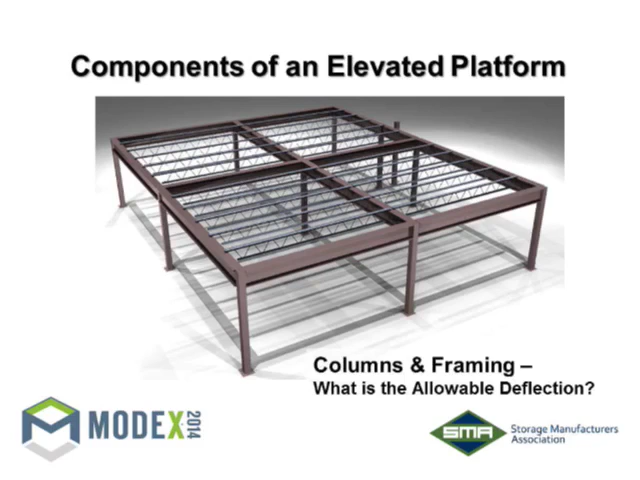 Components of an Elevated Platform
Columns & Framing –
What is the Allowable Deflection?
MODEX 2014
SMA Storage Manufacturers
Association